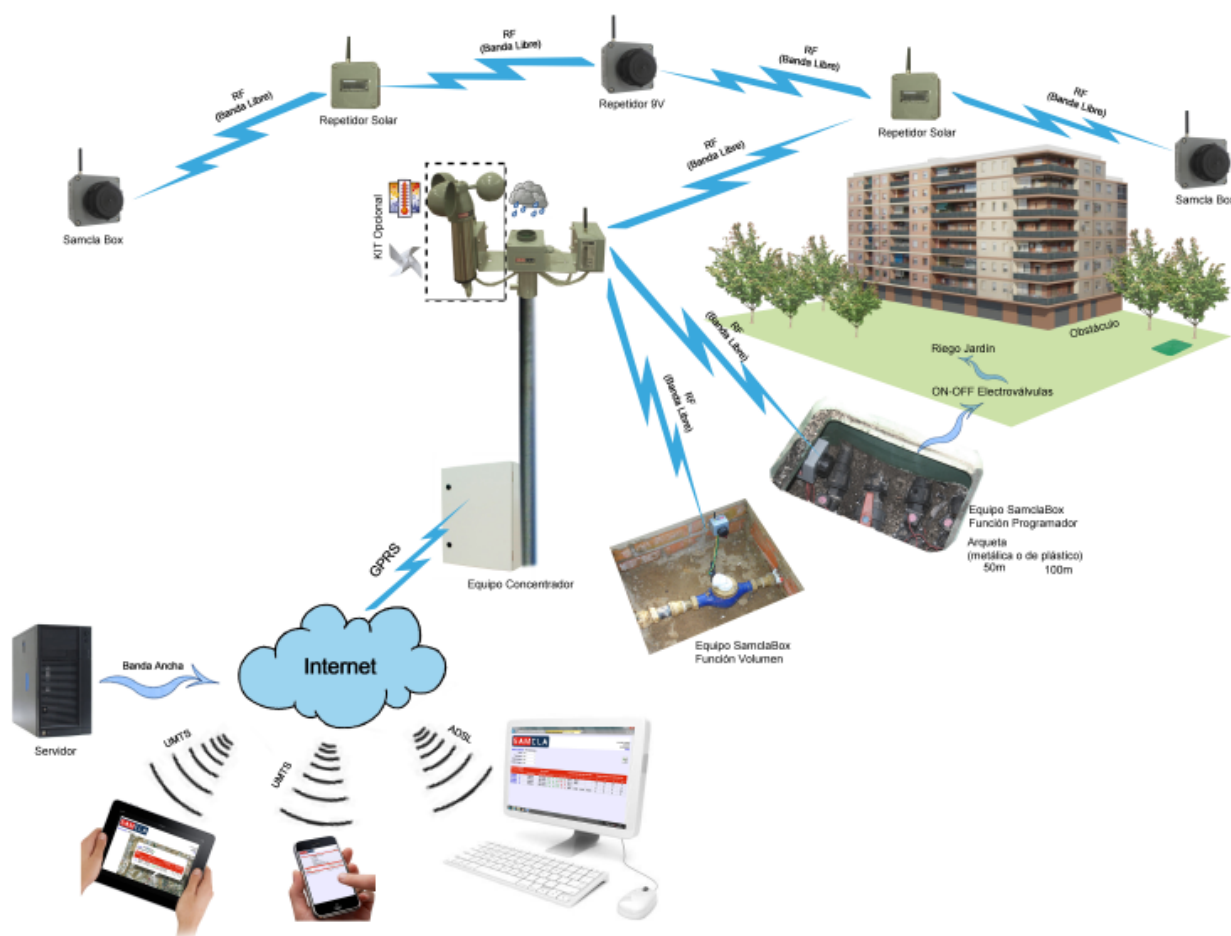 RF
(Banda Libre)
RF
(Banda Libre)
RF
(Banda Libre)
RF
(Banda Libre)
Repetidor Solar
Repetidor 9V
Repetidor Solar
RF
(Banda Libre)
Samcla Box
Samcla Box
KIT Opcional
Obstáculo
Riego Jardín
ON-OFF Electroválvulas
RF
(Banda Libre)
RF
(Banda Libre)
Equipo SamclaBox
Función Programador
Arqueta
(metálica o de plástico)
50m 100m
GPRS
Equipo Concentrador
Equipo SamclaBox
Función Volumen
Internet
Banda Ancha
Servidor
UMTS
UMTS
ADSL
SAMCLA
SAMCLA